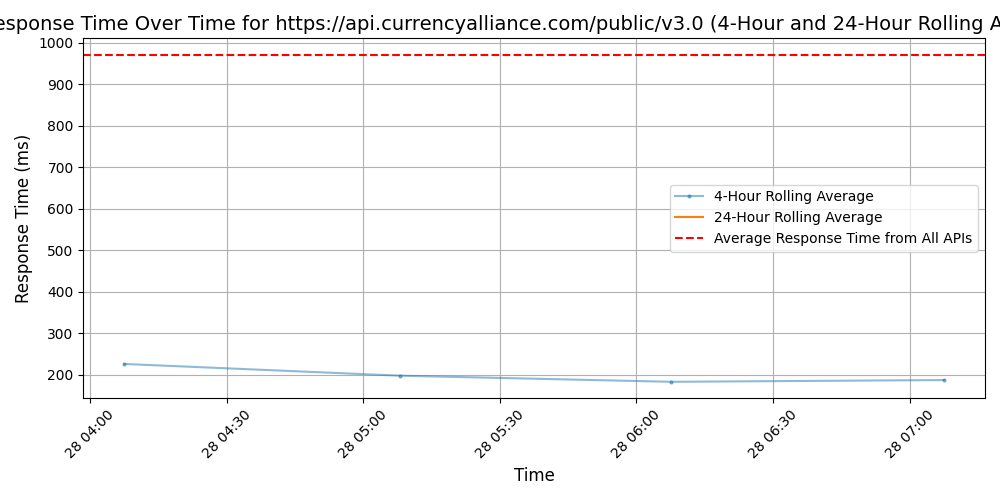 esponse Time Over Time for https://api.currencyalliance.com/public/v3.0 (4-Hour and 24-Hour Rolling A
1000
900
800
700
600
500
400
300
200
Response Time (ms)
4-Hour Rolling Average
24-Hour Rolling Average
Average Response Time from All APIs
28 04:00
28 04:30
28 05:00
28 05:30
28 06:00
28 06:30
28 07:00
Time